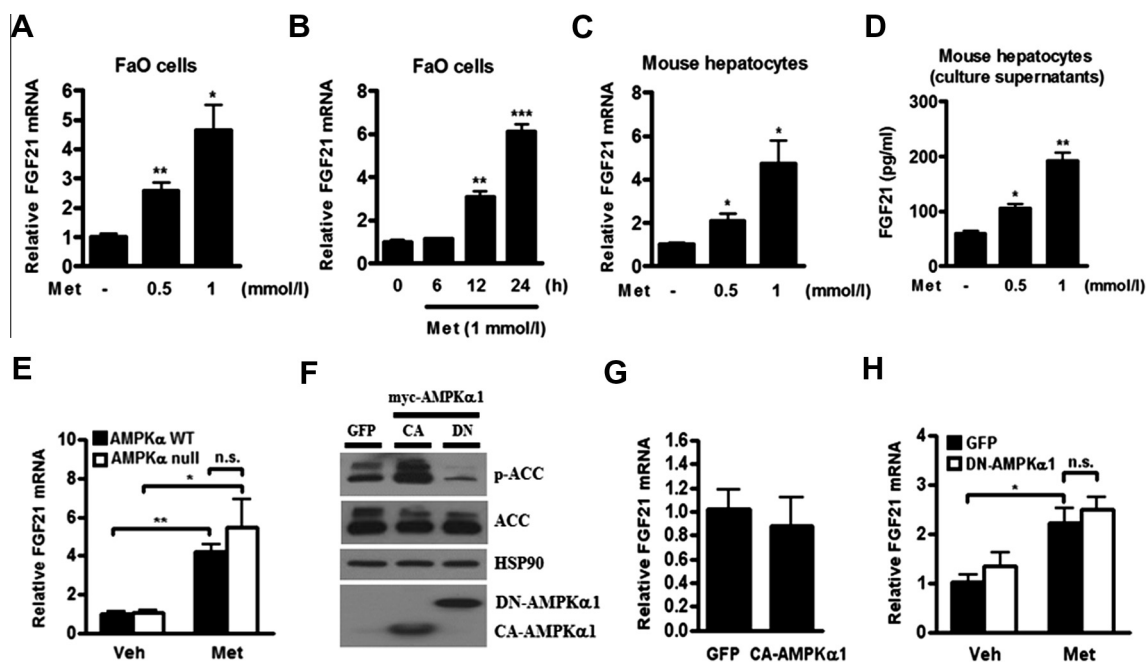 A
FaO cells
Relative FGF21 mRNA
6
5
4
3
2
1
0
**
*
Met - 0.5 1 (mmol/l)
B
FaO cells
Relative FGF21 mRNA
8
6
4
2
0
**
***
0 6 12 24 (h)
Met (1 mmol/l)
C
Mouse hepatocytes
Relative FGF21 mRNA
8
6
4
2
0
*
*
Met - 0.5 1 (mmol/l)
D
Mouse hepatocytes
(culture supernatants)
FGF21 (pg/ml)
300
200
100
0
*
**
Met - 0.5 1 (mmol/l)
E
Relative FGF21 mRNA
10
8
6
4
2
0
AMPKα WT
AMPKα null
n.s.
*
**
Veh Met
F
myc-AMPKα1
GFP CA DN
p-ACC
ACC
HSP90
DN-AMPKα1
CA-AMPKα1
G
Relative FGF21 mRNA
1.6
1.4
1.2
1.0
0.8
0.6
0.4
0.2
0.0
GFP CA-AMPKα1
H
Relative FGF21 mRNA
4
3
2
1
0
GFP
DN-AMPKα1
n.s.
*
Veh Met